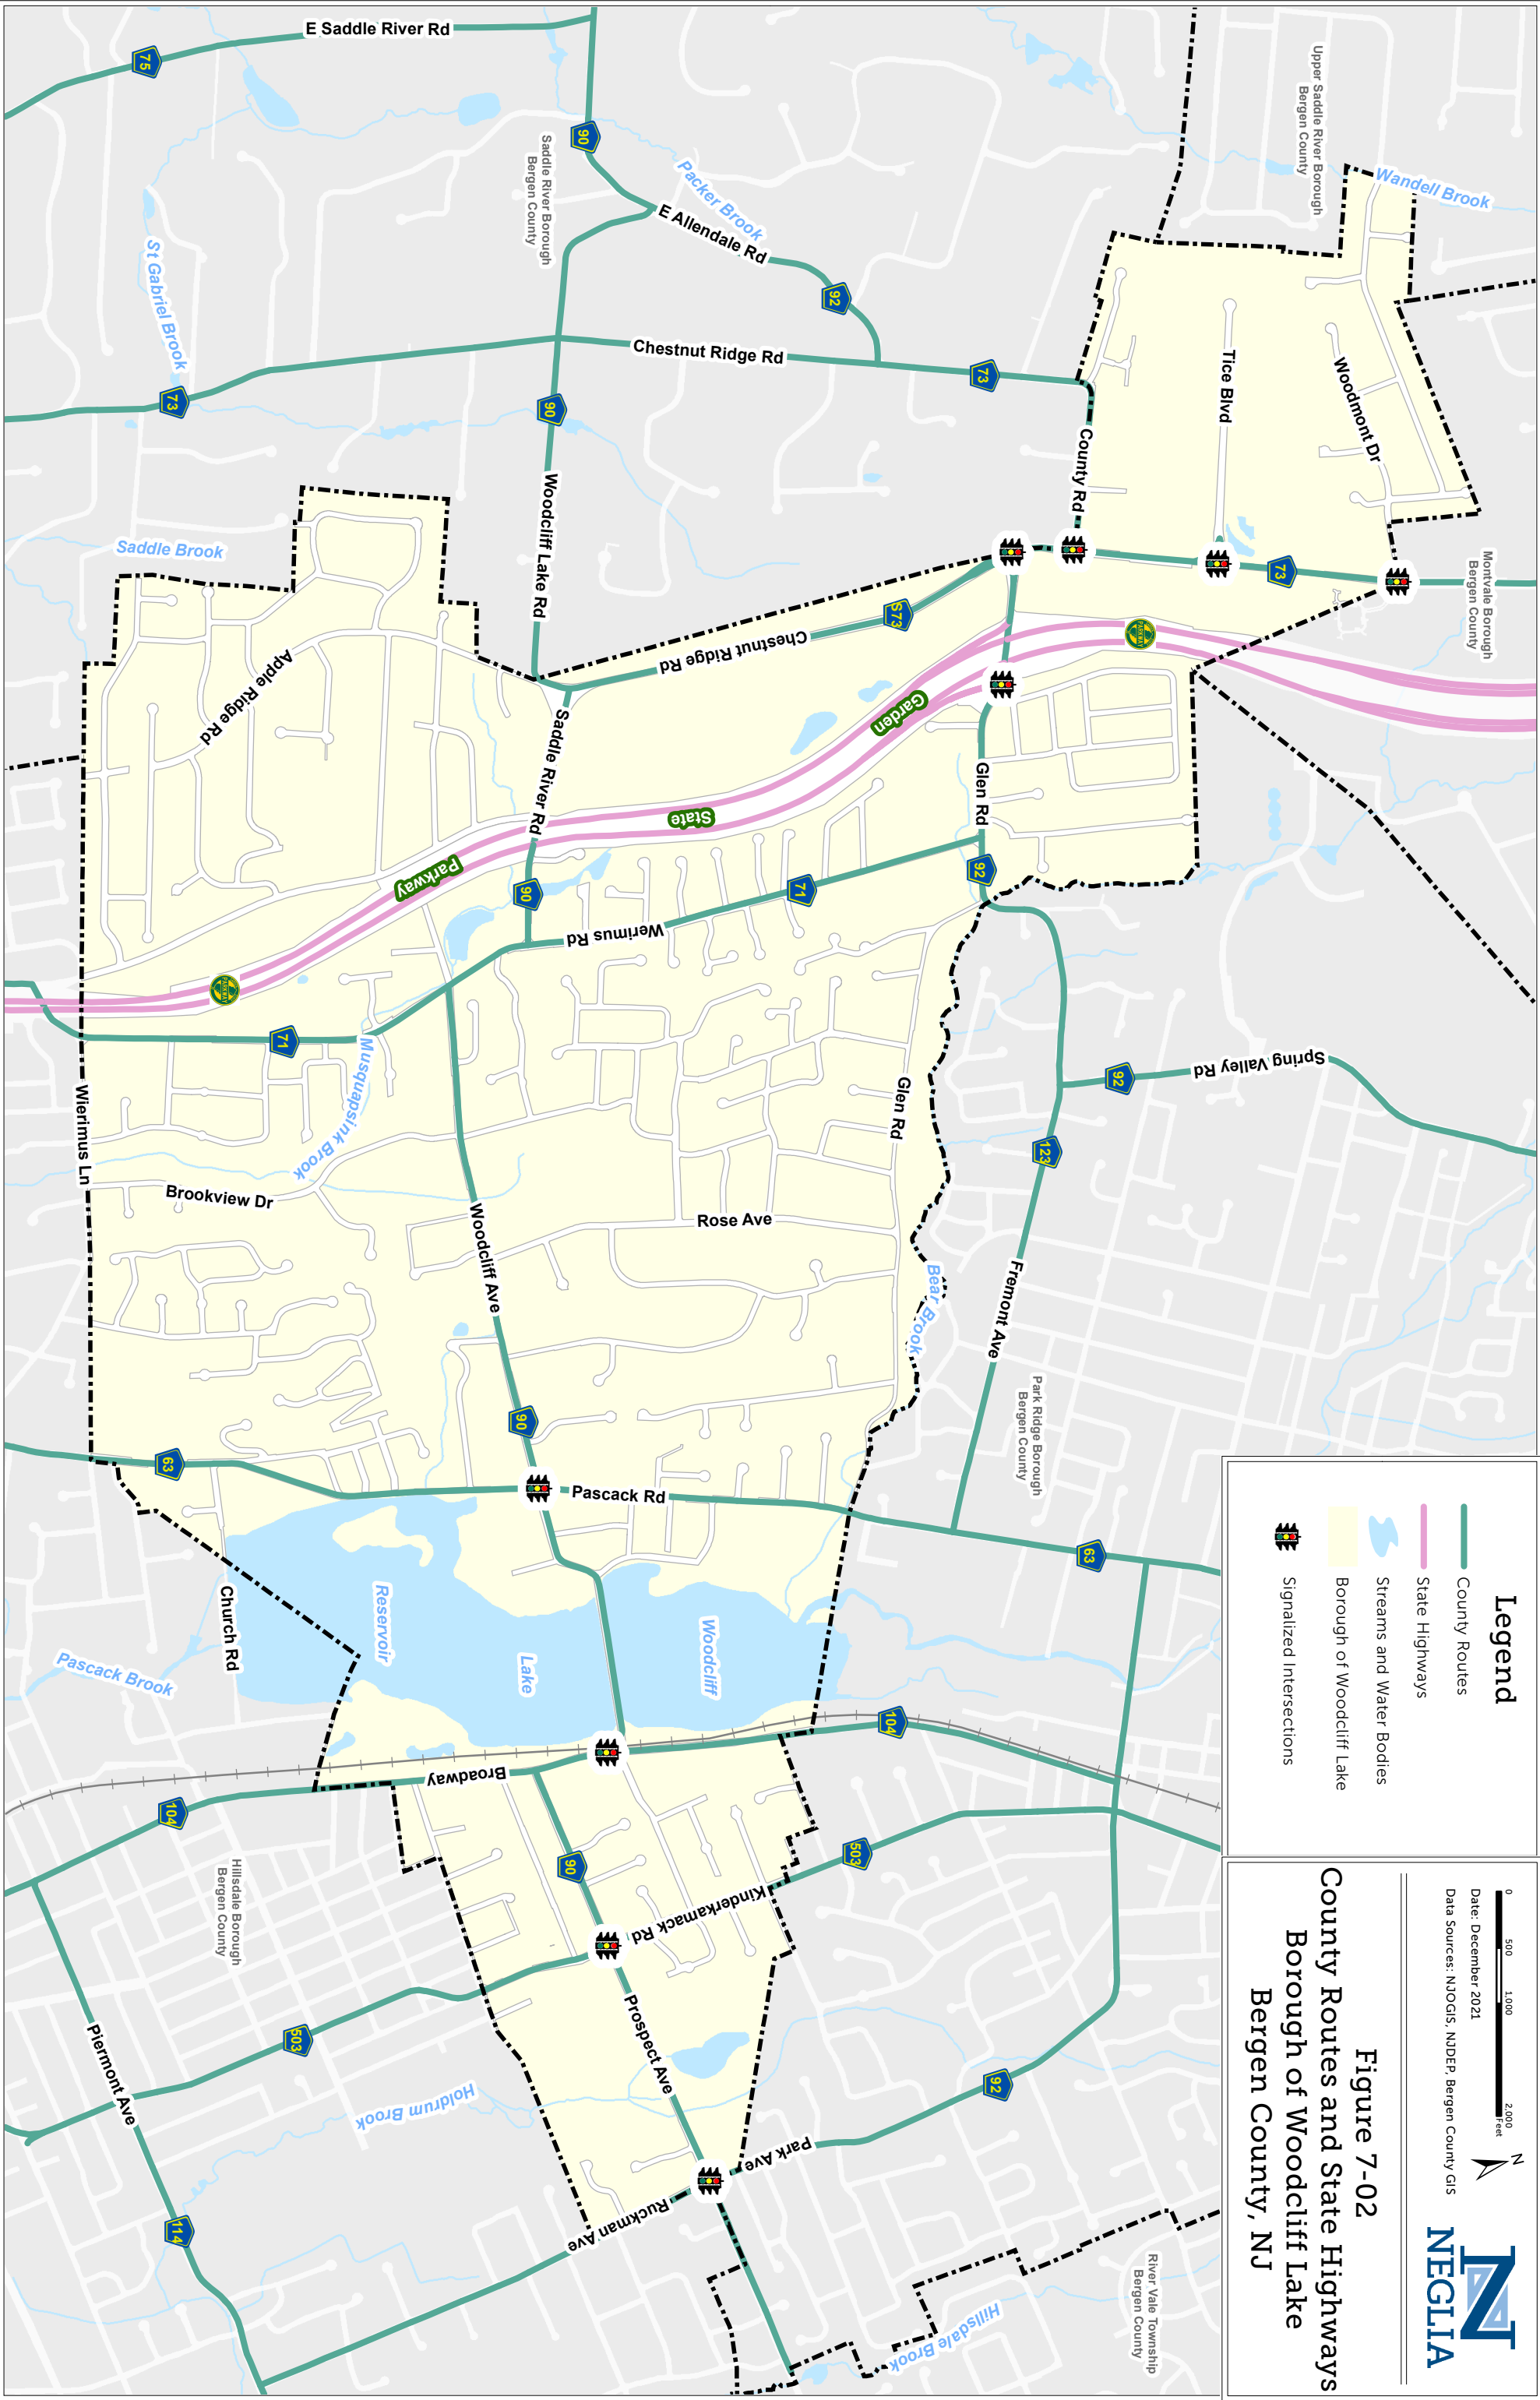 E Saddle River Rd
75
90
Saddle River Borough
Bergen County
Packer Brook
E Allendale Rd
92
St Gabriel Brook
Chestnut Ridge Rd
73
73
90
Upper Saddle River Borough
Bergen County
Wandell Brook
Tice Blvd
Woodmont Dr
County Rd
Woodcliff Lake Rd
Saddle Brook
S73
73
Montvale Borough
Bergen County
Chestnut Ridge Rd
Apple Ridge Rd
Saddle River Rd
PARKWAY
Garden
State
Parkway
PARKWAY
Glen Rd
92
71
90
Werimus Rd
71
Musquapsink Brook
Wierimus Ln
Brookview Dr
Glen Rd
Spring Valley Rd
92
123
Woodcliff Ave
Rose Ave
Bear Brook
Fremont Ave
Park Ridge Borough
Bergen County
90
63
Pascack Rd
63
Church Rd
Reservoir
Lake
Woodcliff
Pascack Brook
104
Broadway
104
503
90
Kinderkamack Rd
Hillsdale Borough
Bergen County
503
Prospect Ave
Piermont Ave
Holdrum Brook
92
Park Ave
Ruckman Ave
114
Hillsdale Brook
River Vale Township
Bergen County
Legend
County Routes
State Highways
Streams and Water Bodies
Borough of Woodcliff Lake
Signalized Intersections
0 500 1,000 2,000
Feet
N
Date: December 2021
Data Sources: NJOGIS, NJDEP, Bergen County GIS
N
NEGLIA
Figure 7-02
County Routes and State Highways
Borough of Woodcliff Lake
Bergen County, NJ